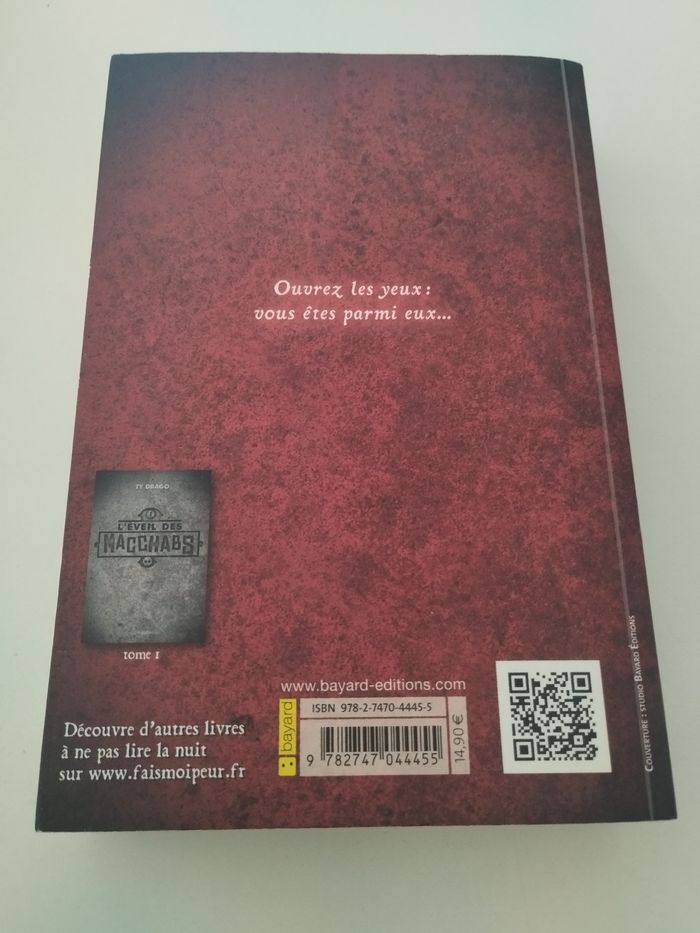 Ouvrez les yeux :
vous êtes parmi eux...
TY DRAGO
L'ÉVEIL DES
MACCHABS
tome 1
Découvre d'autres livres
à ne pas lire la nuit
sur www.faismoipeur.fr
www.bayard-editions.com
bayard
ISBN 978-2-7470-4445-5
9 782747 044455
14,90 €
COUVERTURE : STUDIO BAYARD ÉDITIONS